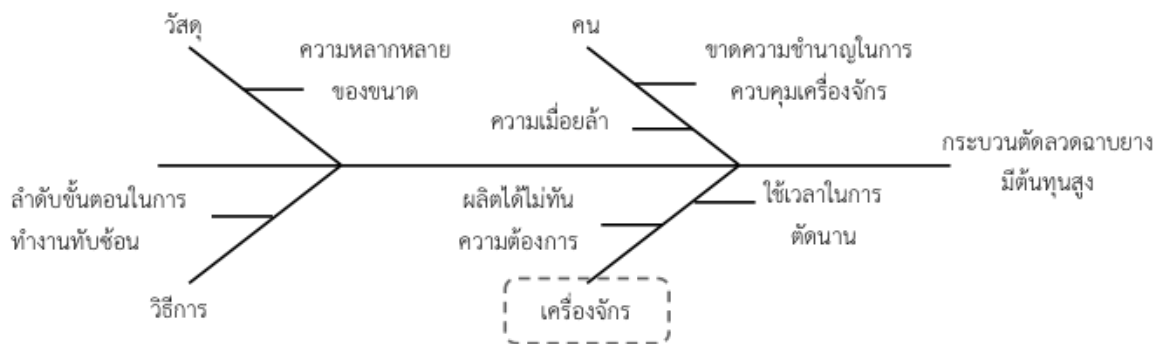 วัสดุ
ความหลากหลาย
ของขนาด
คน
ขาดความชำนาญในการ
ควบคุมเครื่องจักร
ความเมื่อยล้า
กระบวนตัดลวดฉาบยาง
มีต้นทุนสูง
ลำดับขั้นตอนในการ
ทำงานทับซ้อน
วิธีการ
ผลิตได้ไม่ทัน
ความต้องการ
ใช้เวลาในการ
ตัดนาน
เครื่องจักร